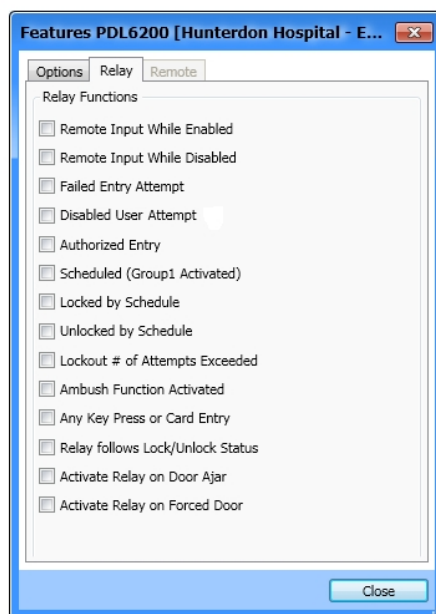 Features PDL6200 [Hunterdon Hospital - E...
Options Relay Remote
Relay Functions
Remote Input While Enabled
Remote Input While Disabled
Failed Entry Attempt
Disabled User Attempt
Authorized Entry
Scheduled (Group1 Activated)
Locked by Schedule
Unlocked by Schedule
Lockout # of Attempts Exceeded
Ambush Function Activated
Any Key Press or Card Entry
Relay follows Lock/Unlock Status
Activate Relay on Door Ajar
Activate Relay on Forced Door
Close